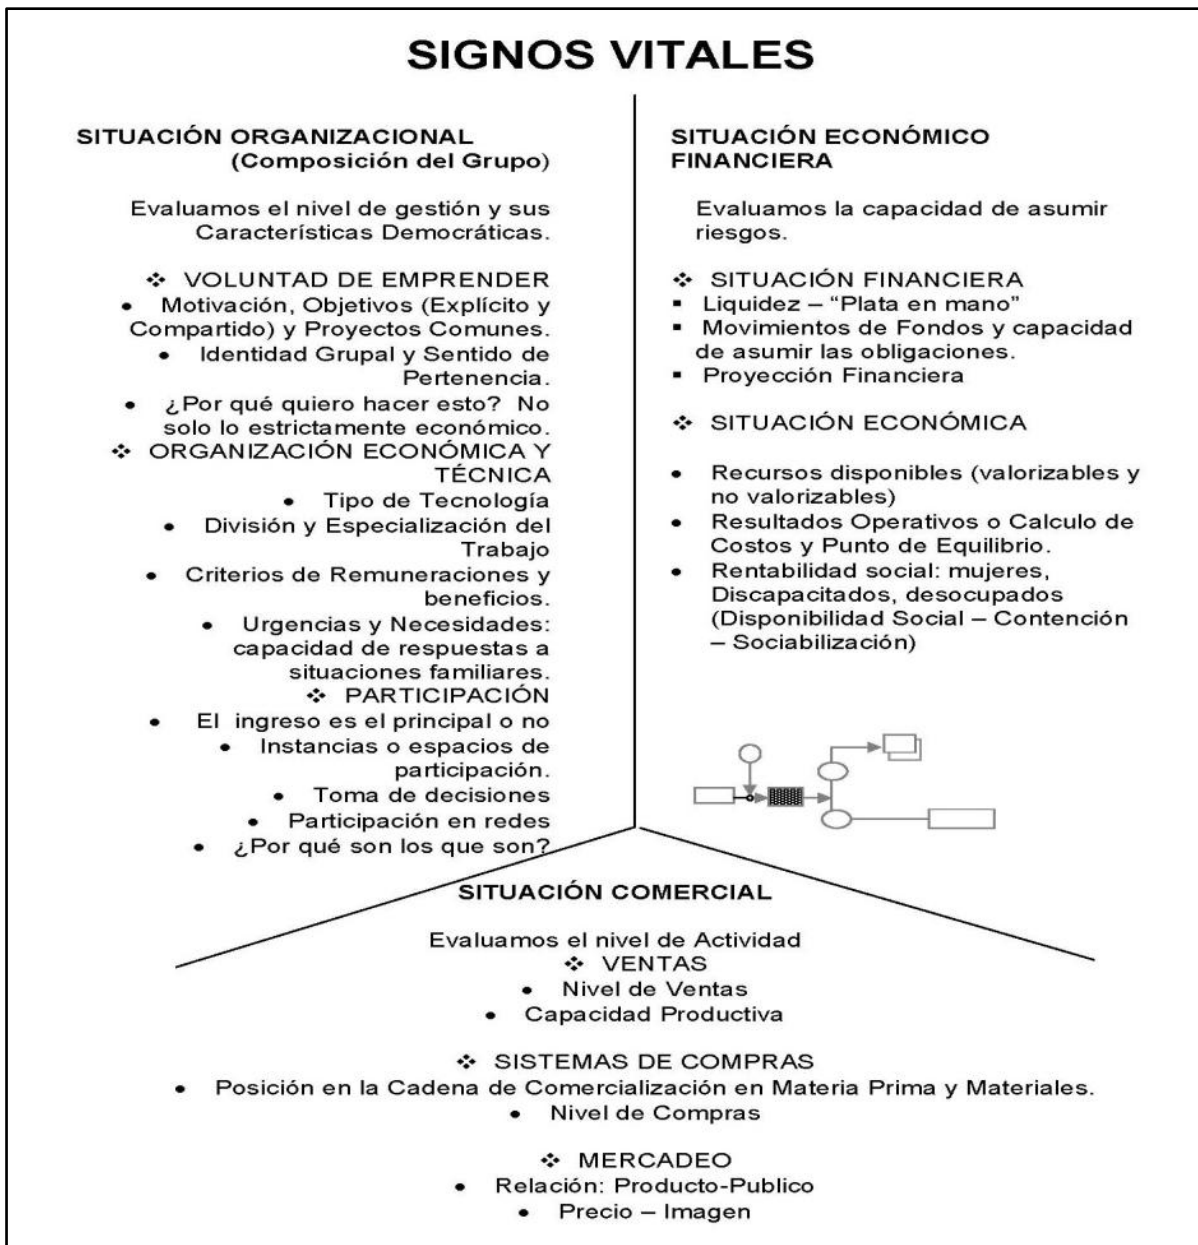 SIGNOS VITALES
SITUACIÓN ORGANIZACIONAL
(Composición del Grupo)
Evaluamos el nivel de gestión y sus
Características Democráticas.
❖ VOLUNTAD DE EMPRENDER
• Motivación, Objetivos (Explícito y
Compartido) y Proyectos Comunes.
• Identidad Grupal y Sentido de
Pertenencia.
• ¿Por qué quiero hacer esto? No
solo lo estrictamente económico.
❖ ORGANIZACIÓN ECONÓMICA Y
TÉCNICA
• Tipo de Tecnología
• División y Especialización del
Trabajo
• Criterios de Remuneraciones y
beneficios.
• Urgencias y Necesidades:
capacidad de respuestas a
situaciones familiares.
❖ PARTICIPACIÓN
• El ingreso es el principal o no
• Instancias o espacios de
participación.
• Toma de decisiones
• Participación en redes
• ¿Por qué son los que son?
SITUACIÓN ECONÓMICO
FINANCIERA
Evaluamos la capacidad de asumir
riesgos.
❖ SITUACIÓN FINANCIERA
▪ Liquidez – “Plata en mano”
▪ Movimientos de Fondos y capacidad
de asumir las obligaciones.
▪ Proyección Financiera
❖ SITUACIÓN ECONÓMICA
• Recursos disponibles (valorizables y
no valorizables)
• Resultados Operativos o Calculo de
Costos y Punto de Equilibrio.
• Rentabilidad social: mujeres,
Discapacitados, desocupados
(Disponibilidad Social – Contención
– Sociabilización)
SITUACIÓN COMERCIAL
Evaluamos el nivel de Actividad
❖ VENTAS
• Nivel de Ventas
• Capacidad Productiva
❖ SISTEMAS DE COMPRAS
• Posición en la Cadena de Comercialización en Materia Prima y Materiales.
• Nivel de Compras
❖ MERCADEO
• Relación: Producto-Publico
• Precio – Imagen